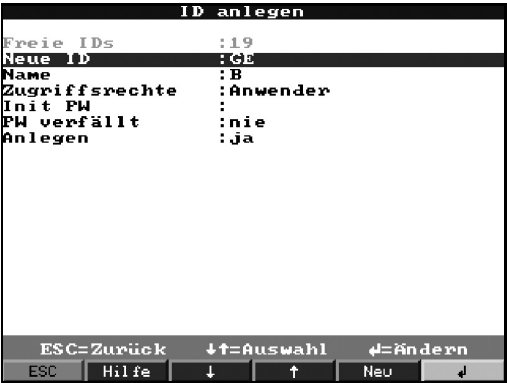 ID anlegen
Freie IDs :19
Neue ID :GE
Name :B
Zugriffsrechte :Anwender
Init PW :
PW verfällt :nie
Anlegen :ja
ESC=Zurück ↓↑=Auswahl ↲=Ändern
ESC Hilfe ↓ ↑ Neu ↲